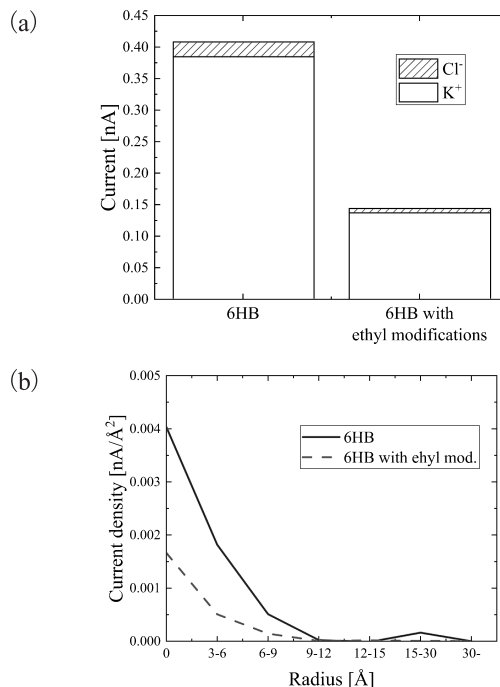 (a)
0.45
0.40
0.35
0.30
0.25
0.20
0.15
0.10
0.05
0.00
Current [nA]
Cl⁻
K⁺
6HB
6HB with
ethyl modifications
(b)
0.005
0.004
0.003
0.002
0.001
0.000
Current density [nA/Å²]
6HB
6HB with ehyl mod.
0 3-6 6-9 9-12 12-15 15-30 30-
Radius [Å]